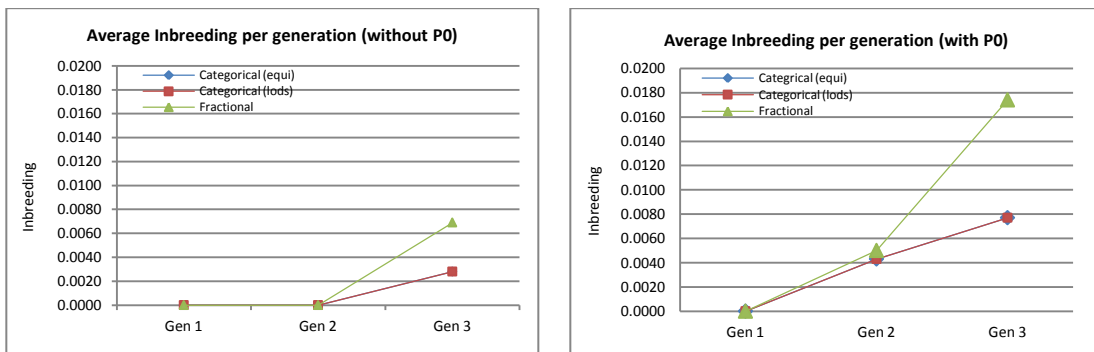 Average Inbreeding per generation (without P0)
0.0200
0.0180
0.0160
0.0140
0.0120
0.0100
0.0080
0.0060
0.0040
0.0020
0.0000
Inbreeding
Categorical (equi)
Categorical (lods)
Fractional
Gen 1 Gen 2 Gen 3
Average Inbreeding per generation (with P0)
0.0200
0.0180
0.0160
0.0140
0.0120
0.0100
0.0080
0.0060
0.0040
0.0020
0.0000
Inbreeding
Categrical (equi)
Categorical (lods)
Fractional
Gen 1 Gen 2 Gen 3